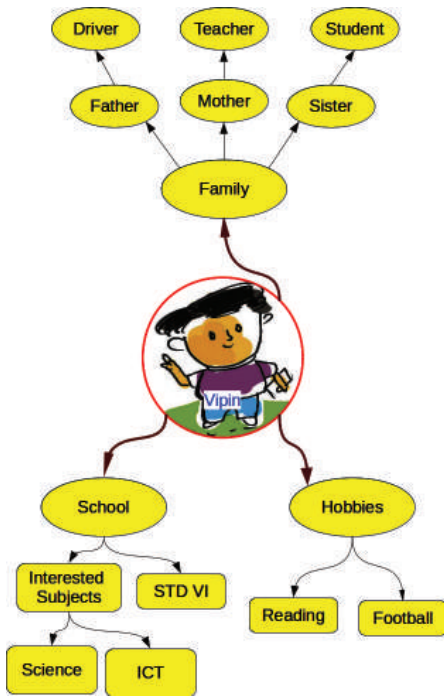 Driver
Teacher
Student
Father
Mother
Sister
Family
Vipin
School
Hobbies
Interested
Subjects
STD VI
Reading
Football
Science
ICT